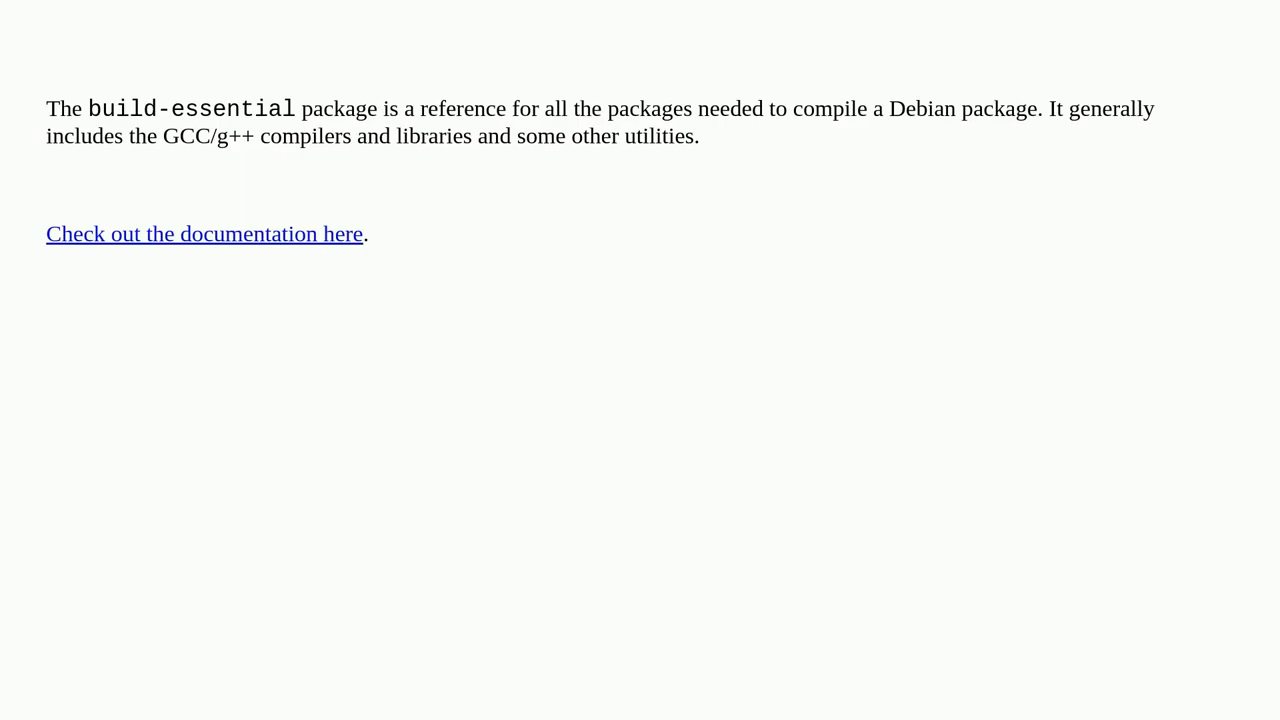 The build-essential package is a reference for all the packages needed to compile a Debian package. It generally
includes the GCC/g++ compilers and libraries and some other utilities.
Check out the documentation here.